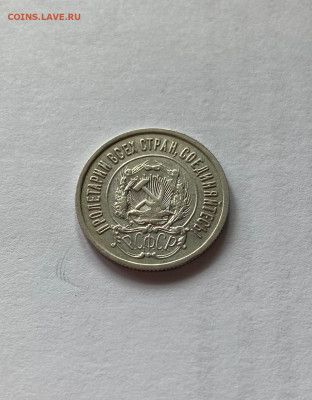 COINS.LAVE.RU
ПРОЛЕТАРИИ ВСЕХ СТРАН, СОЕДИНЯЙТЕСЬ!
Р.С.Ф.С.Р.